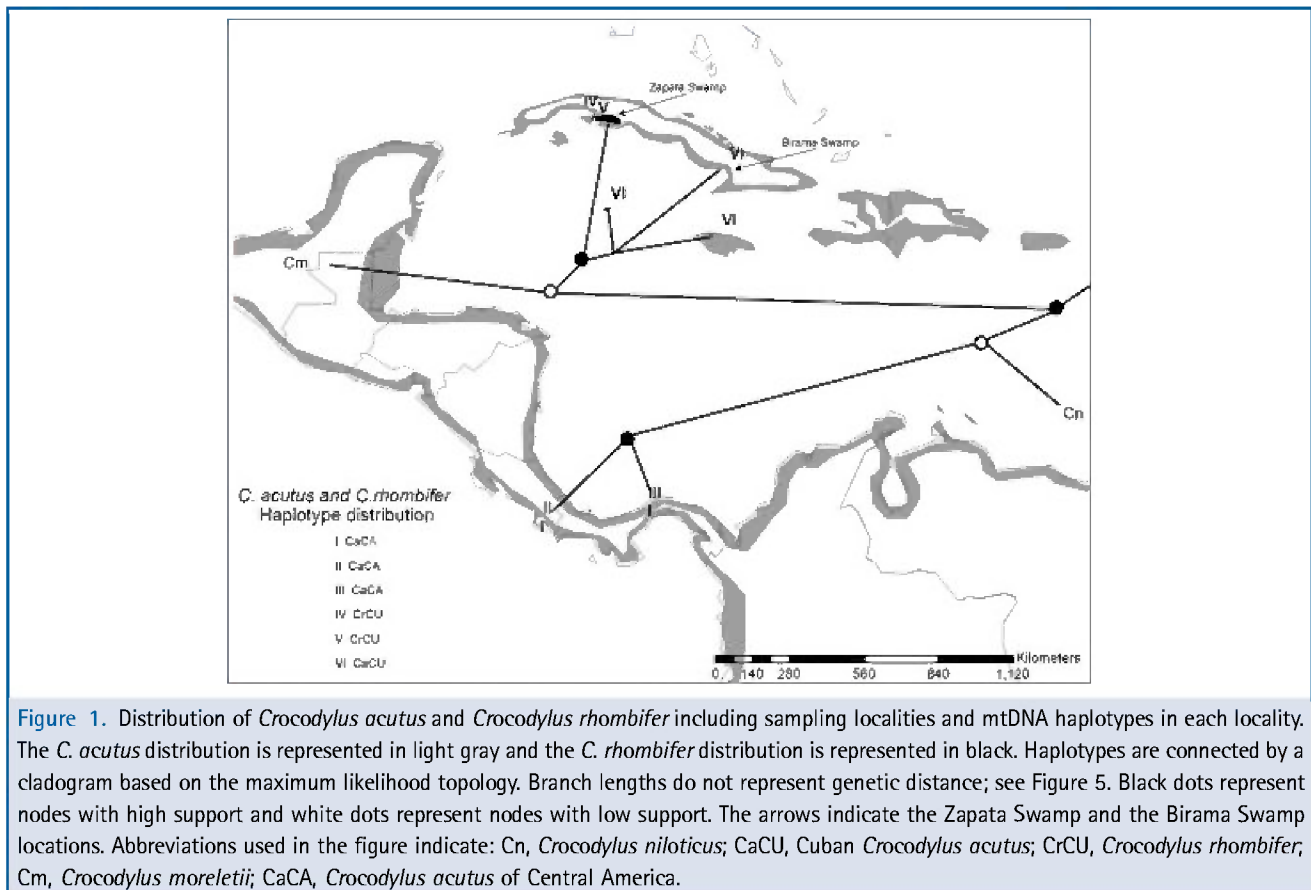 IV
V
Zapata Swamp
VI
Birama Swamp
VI
VI
Cm
Cn
II
I
III
I
C. acutus and C.rhombifer
Haplotype distribution
I CaCA
II CaCA
III CaCA
IV CrCU
V CrCU
VI CaCU
Kilometers
0 140 280 560 840 1,120
Figure 1. Distribution of Crocodylus acutus and Crocodylus rhombifer including sampling localities and mtDNA haplotypes in each locality.
The C. acutus distribution is represented in light gray and the C. rhombifer distribution is represented in black. Haplotypes are connected by a
cladogram based on the maximum likelihood topology. Branch lengths do not represent genetic distance; see Figure 5. Black dots represent
nodes with high support and white dots represent nodes with low support. The arrows indicate the Zapata Swamp and the Birama Swamp
locations. Abbreviations used in the figure indicate: Cn, Crocodylus niloticus; CaCU, Cuban Crocodylus acutus; CrCU, Crocodylus rhombifer;
Cm, Crocodylus moreletii; CaCA, Crocodylus acutus of Central America.